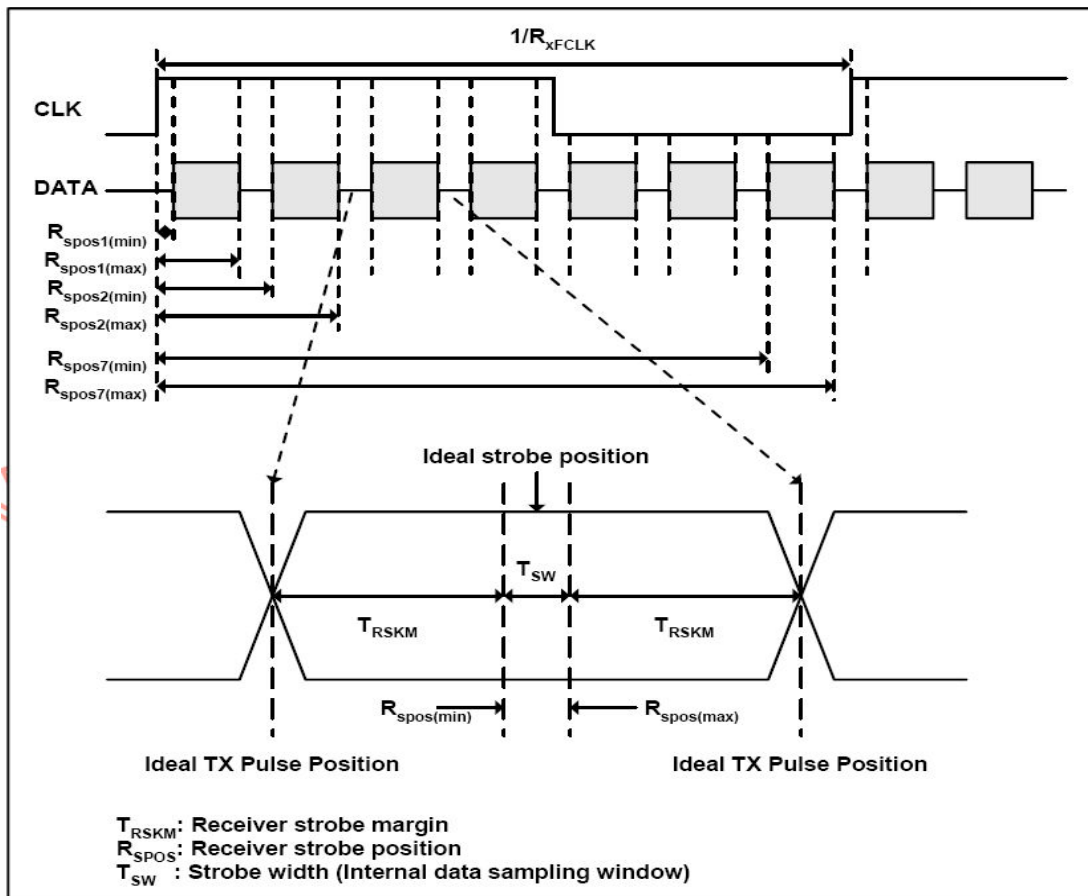 1/RxFCLK
CLK
DATA
Rspos1(min)
Rspos1(max)
Rspos2(min)
Rspos2(max)
Rspos7(min)
Rspos7(max)
Ideal strobe position
TSW
TRSKM TRSKM
Rspos(min) Rspos(max)
Ideal TX Pulse Position Ideal TX Pulse Position
TRSKM: Receiver strobe margin
RSPOS: Receiver strobe position
TSW : Strobe width (Internal data sampling window)